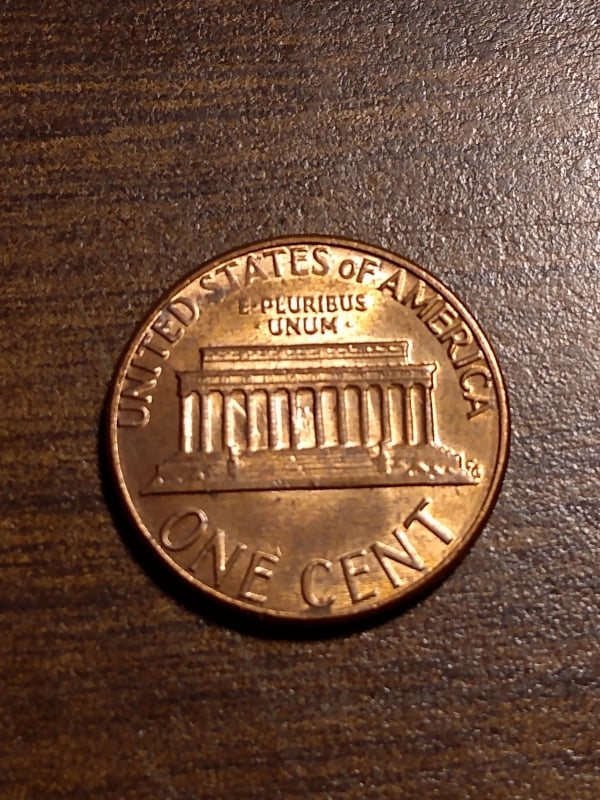 UNITED STATES oF AMERICA
E·PLURIBUS
·UNUM·
ONE CENT